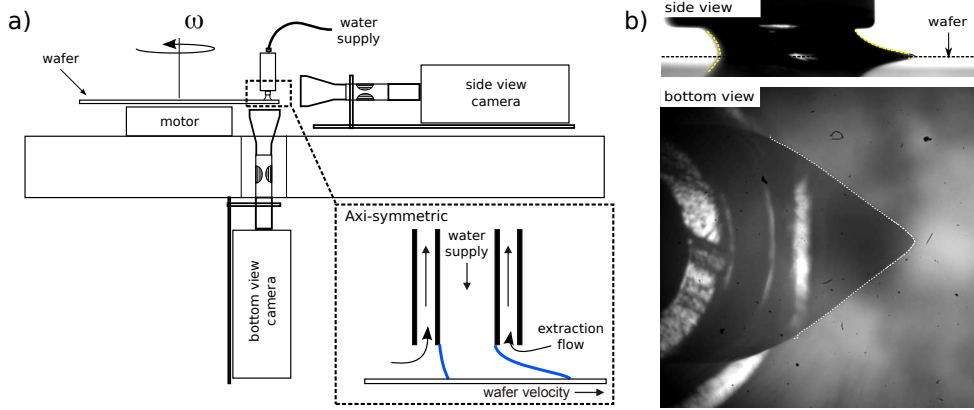 a)
ω
water
supply
wafer
motor
side view
camera
bottom view
camera
Axi-symmetric
water
supply
extraction
flow
wafer velocity
b)
side view
wafer
bottom view